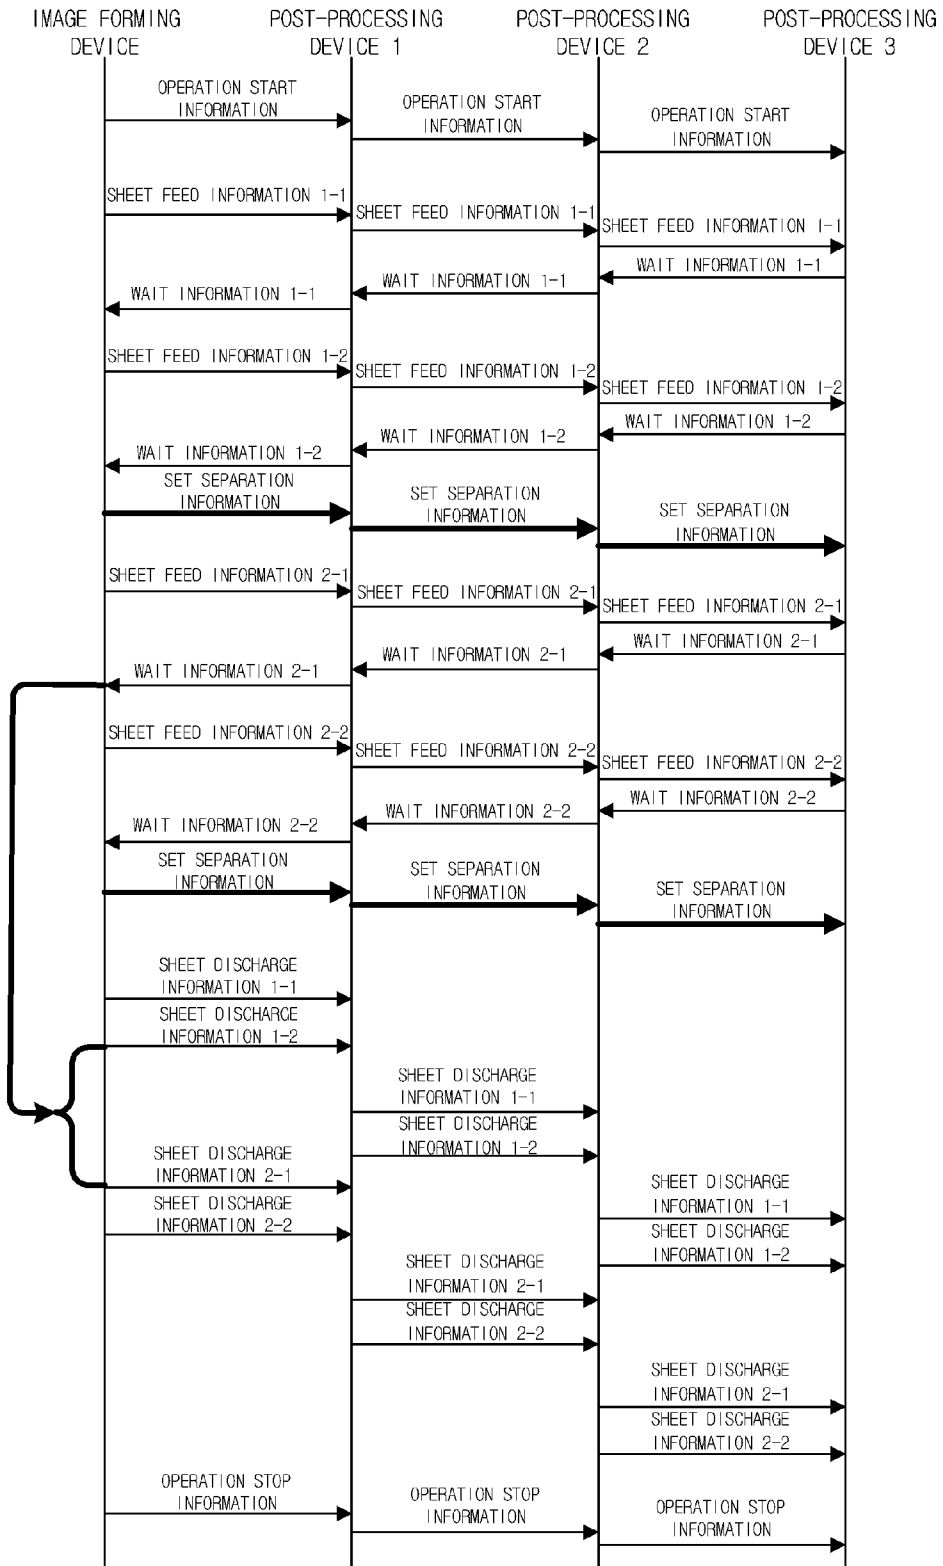 IMAGE FORMING
DEVICE
POST-PROCESSING
DEVICE 1
POST-PROCESSING
DEVICE 2
POST-PROCESSING
DEVICE 3
OPERATION START
INFORMATION
OPERATION START
INFORMATION
OPERATION START
INFORMATION
SHEET FEED INFORMATION 1-1
SHEET FEED INFORMATION 1-1
SHEET FEED INFORMATION 1-1
WAIT INFORMATION 1-1
WAIT INFORMATION 1-1
WAIT INFORMATION 1-1
SHEET FEED INFORMATION 1-2
SHEET FEED INFORMATION 1-2
SHEET FEED INFORMATION 1-2
WAIT INFORMATION 1-2
WAIT INFORMATION 1-2
WAIT INFORMATION 1-2
SET SEPARATION
INFORMATION
SET SEPARATION
INFORMATION
SET SEPARATION
INFORMATION
SHEET FEED INFORMATION 2-1
SHEET FEED INFORMATION 2-1
SHEET FEED INFORMATION 2-1
WAIT INFORMATION 2-1
WAIT INFORMATION 2-1
WAIT INFORMATION 2-1
SHEET FEED INFORMATION 2-2
SHEET FEED INFORMATION 2-2
SHEET FEED INFORMATION 2-2
WAIT INFORMATION 2-2
WAIT INFORMATION 2-2
WAIT INFORMATION 2-2
SET SEPARATION
INFORMATION
SET SEPARATION
INFORMATION
SET SEPARATION
INFORMATION
SHEET DISCHARGE
INFORMATION 1-1
SHEET DISCHARGE
INFORMATION 1-2
SHEET DISCHARGE
INFORMATION 1-1
SHEET DISCHARGE
INFORMATION 1-2
SHEET DISCHARGE
INFORMATION 2-1
SHEET DISCHARGE
INFORMATION 2-2
SHEET DISCHARGE
INFORMATION 1-1
SHEET DISCHARGE
INFORMATION 1-2
SHEET DISCHARGE
INFORMATION 2-1
SHEET DISCHARGE
INFORMATION 2-2
SHEET DISCHARGE
INFORMATION 2-1
SHEET DISCHARGE
INFORMATION 2-2
OPERATION STOP
INFORMATION
OPERATION STOP
INFORMATION
OPERATION STOP
INFORMATION